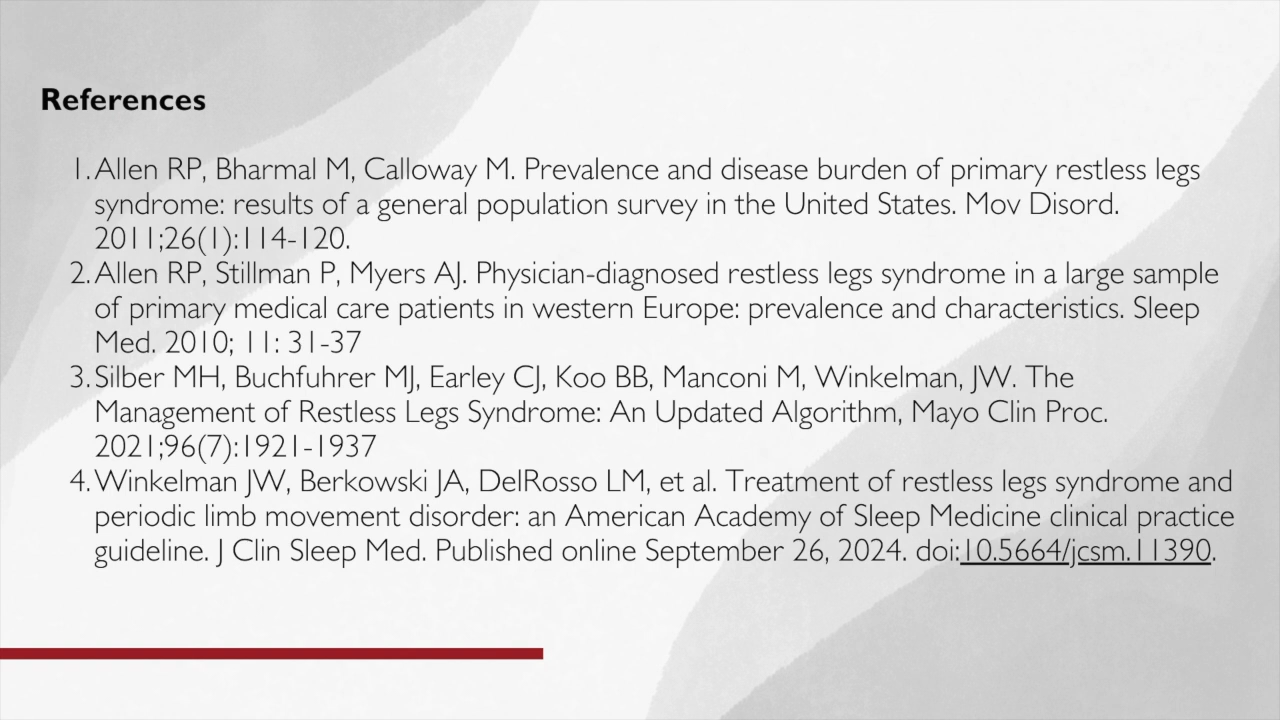 References
1. Allen RP, Bharmal M, Calloway M. Prevalence and disease burden of primary restless legs
syndrome: results of a general population survey in the United States. Mov Disord.
2011;26(1):114-120.
2. Allen RP, Stillman P, Myers AJ. Physician-diagnosed restless legs syndrome in a large sample
of primary medical care patients in western Europe: prevalence and characteristics. Sleep
Med. 2010; 11: 31-37
3. Silber MH, Buchfuhrer MJ, Earley CJ, Koo BB, Manconi M, Winkelman, JW. The
Management of Restless Legs Syndrome: An Updated Algorithm, Mayo Clin Proc.
2021;96(7):1921-1937
4. Winkelman JW, Berkowski JA, DelRosso LM, et al. Treatment of restless legs syndrome and
periodic limb movement disorder: an American Academy of Sleep Medicine clinical practice
guideline. J Clin Sleep Med. Published online September 26, 2024. doi:10.5664/jcsm.11390.